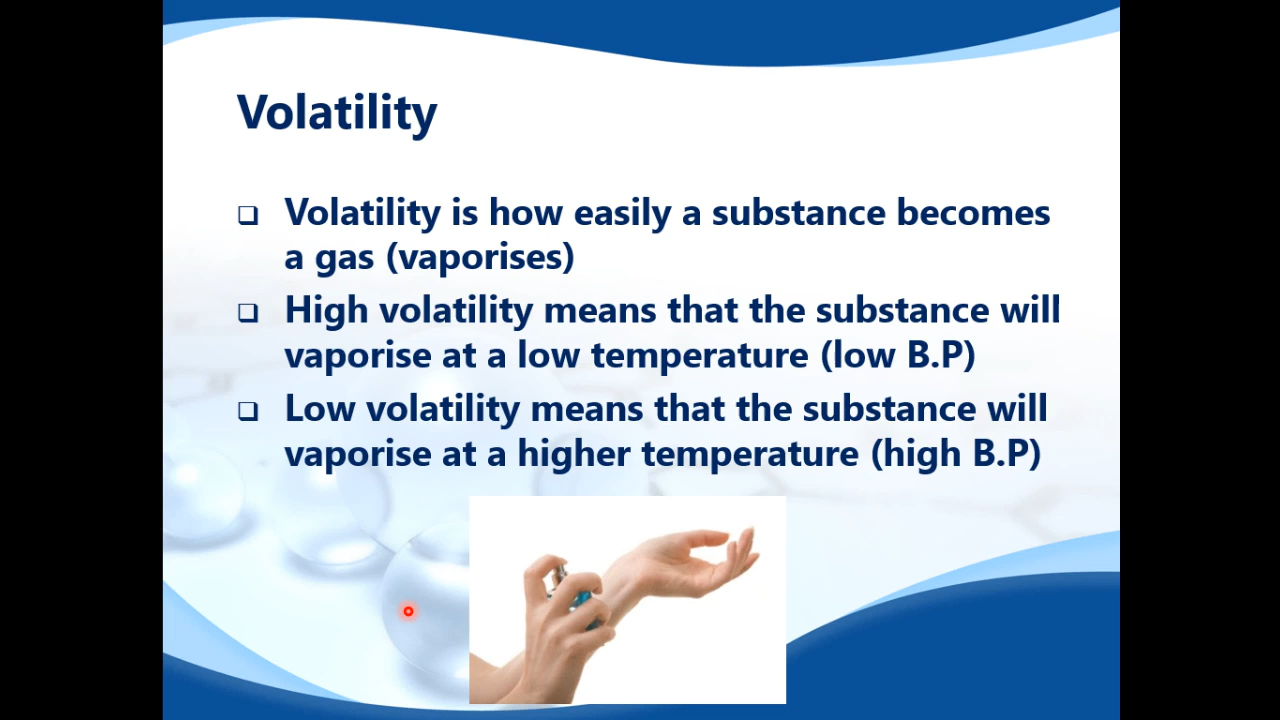 Volatility
Volatility is how easily a substance becomes
a gas (vaporises)
High volatility means that the substance will
vaporise at a low temperature (low B.P)
Low volatility means that the substance will
vaporise at a higher temperature (high B.P)